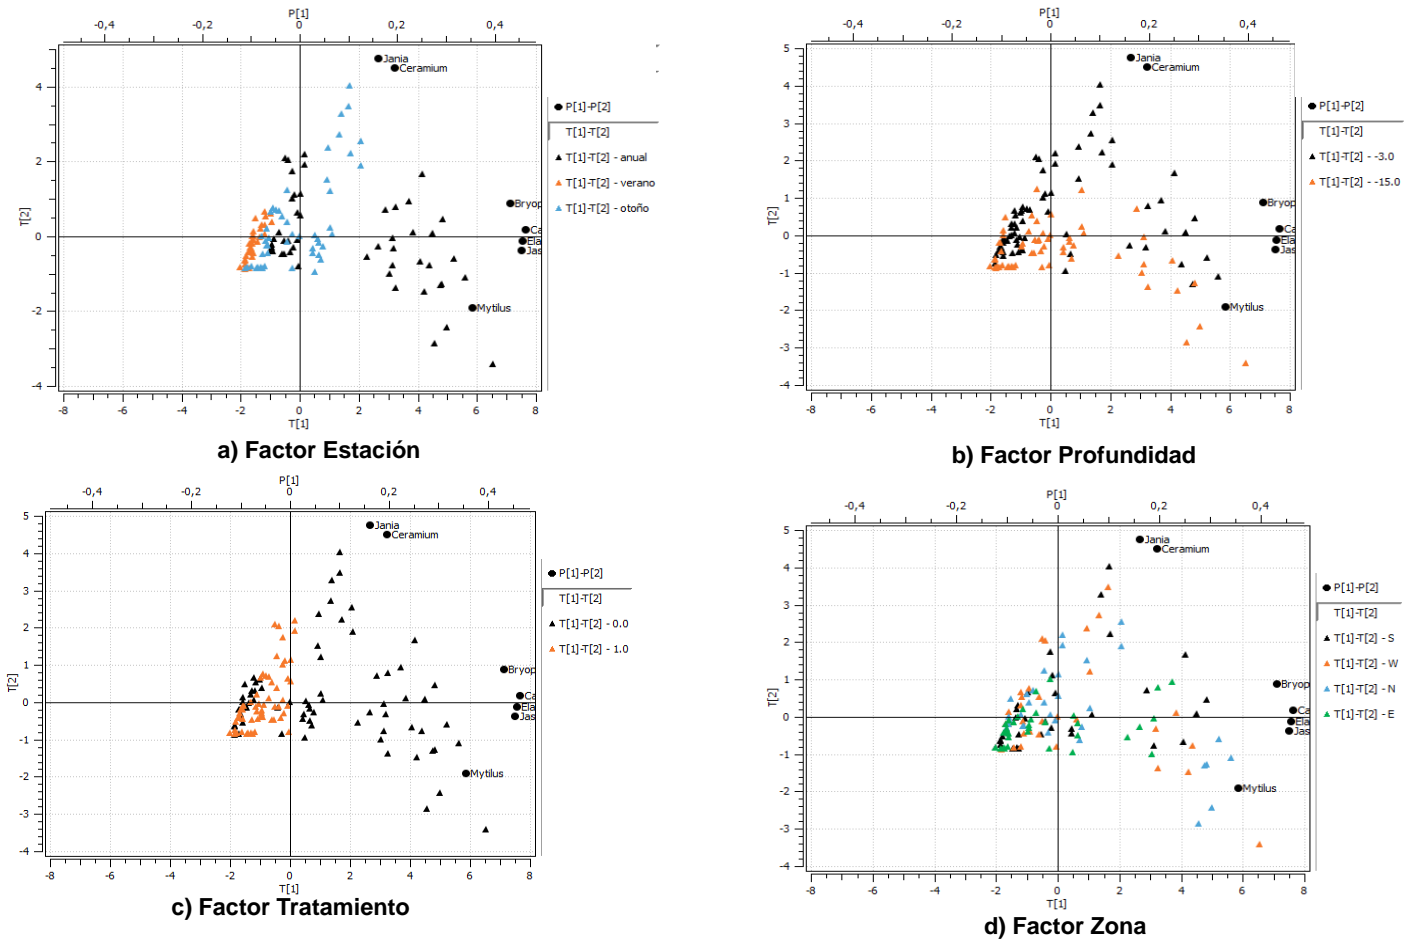 P[1]
-0,4 -0,2 0 0,2 0,4
Jania
Ceramium
Bryop
Ca
Ela
Jas
Mytilus
T[2]
4
2
0
-2
-4
-8 -6 -4 -2 0 2 4 6 8
T[1]
P[1]-P[2]
T[1]-T[2]
T[1]-T[2] - anual
T[1]-T[2] - verano
T[1]-T[2] - otoño
a) Factor Estación
P[1]
-0,4 -0,2 0 0,2 0,4
Jania
Ceramium
Bryop
Ca
Ela
Jas
Mytilus
T[2]
5
4
3
2
1
0
-1
-2
-3
-4
-8 -6 -4 -2 0 2 4 6 8
T[1]
P[1]-P[2]
T[1]-T[2]
T[1]-T[2] - -3.0
T[1]-T[2] - -15.0
b) Factor Profundidad
P[1]
-0,4 -0,2 0 0,2 0,4
Jania
Ceramium
Bryop
Ca
Ela
Jas
Mytilus
T[2]
5
4
3
2
1
0
-1
-2
-3
-4
-8 -6 -4 -2 0 2 4 6 8
T[1]
P[1]-P[2]
T[1]-T[2]
T[1]-T[2] - 0.0
T[1]-T[2] - 1.0
c) Factor Tratamiento
P[1]
-0,4 -0,2 0 0,2 0,4
Jania
Ceramium
Bryop
Ca
Ela
Jas
Mytilus
T[2]
5
4
3
2
1
0
-1
-2
-3
-4
-8 -6 -4 -2 0 2 4 6 8
T[1]
P[1]-P[2]
T[1]-T[2]
T[1]-T[2] - S
T[1]-T[2] - W
T[1]-T[2] - N
T[1]-T[2] - E
d) Factor Zona